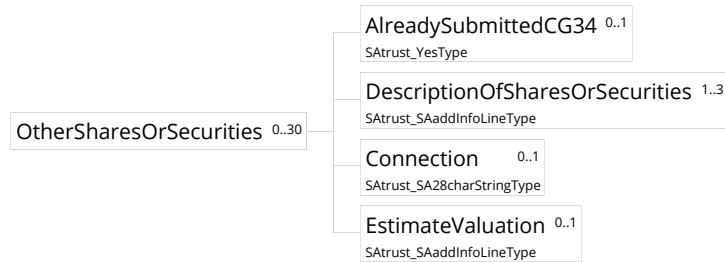 AlreadySubmittedCG34 0..1
SAtrust_YesType
DescriptionOfSharesOrSecurities 1..3
SAtrust_SAaddInfoLineType
OtherSharesOrSecurities 0..30
Connection 0..1
SAtrust_SA28charStringType
EstimateValuation 0..1
SAtrust_SAaddInfoLineType